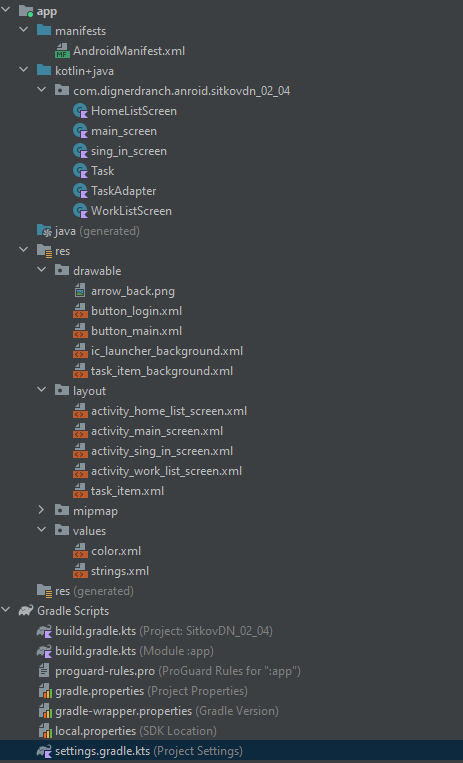 app
manifests
AndroidManifest.xml
kotlin+java
com.dignerdranch.anroid.sitkovdn_02_04
HomeListScreen
main_screen
sing_in_screen
Task
TaskAdapter
WorkListScreen
java (generated)
res
drawable
arrow_back.png
button_login.xml
button_main.xml
ic_launcher_background.xml
task_item_background.xml
layout
activity_home_list_screen.xml
activity_main_screen.xml
activity_sing_in_screen.xml
activity_work_list_screen.xml
task_item.xml
mipmap
values
color.xml
strings.xml
res (generated)
Gradle Scripts
build.gradle.kts (Project: SitkovDN_02_04)
build.gradle.kts (Module :app)
proguard-rules.pro (ProGuard Rules for ":app")
gradle.properties (Project Properties)
gradle-wrapper.properties (Gradle Version)
local.properties (SDK Location)
settings.gradle.kts (Project Settings)